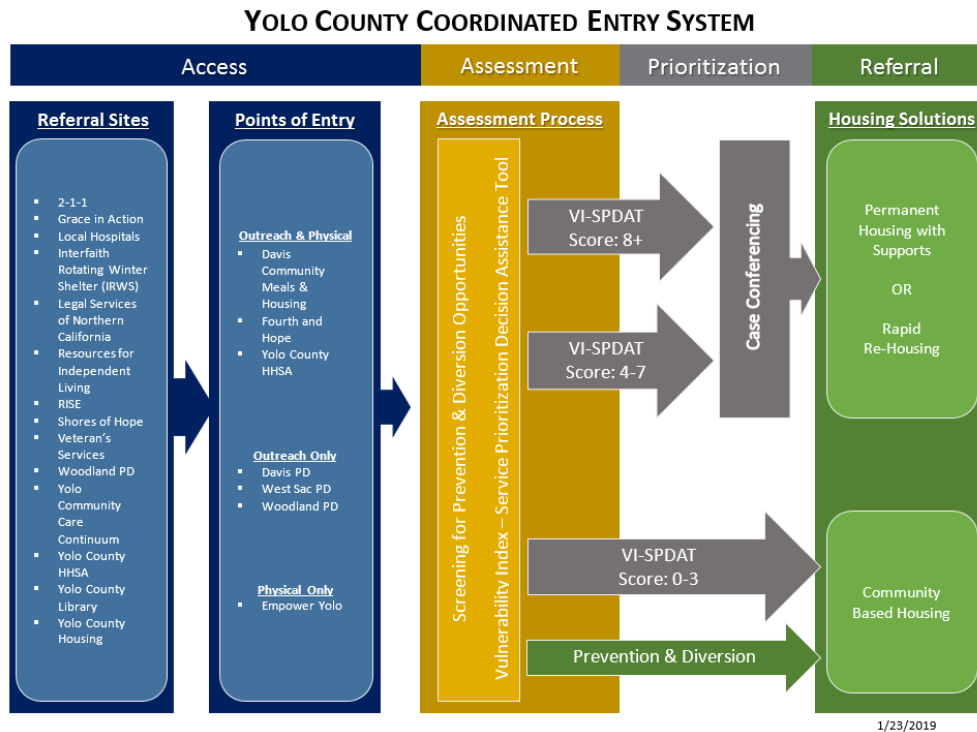 YOLO COUNTY COORDINATED ENTRY SYSTEM
Access
Assessment
Prioritization
Referral
Referral Sites
▪ 2-1-1
▪ Grace in Action
▪ Local Hospitals
▪ Interfaith
Rotating Winter
Shelter (IRWS)
▪ Legal Services
of Northern
California
▪ Resources for
Independent
Living
▪ RISE
▪ Shores of Hope
▪ Veteran's
Services
▪ Woodland PD
▪ Yolo
Community
Care
Continuum
▪ Yolo County
HHSA
▪ Yolo County
Library
▪ Yolo County
Housing
Points of Entry
Outreach & Physical
▪ Davis
Community
Meals &
Housing
▪ Fourth and
Hope
▪ Yolo County
HHSA
Outreach Only
▪ Davis PD
▪ West Sac PD
▪ Woodland PD
Physical Only
▪ Empower Yolo
Assessment Process
Screening for Prevention & Diversion Opportunities
Vulnerability Index – Service Prioritization Decision Assistance Tool
VI-SPDAT
Score: 8+
VI-SPDAT
Score: 4-7
Case Conferencing
VI-SPDAT
Score: 0-3
Prevention & Diversion
Housing Solutions
Permanent
Housing with
Supports
OR
Rapid
Re-Housing
Community
Based Housing
1/23/2019